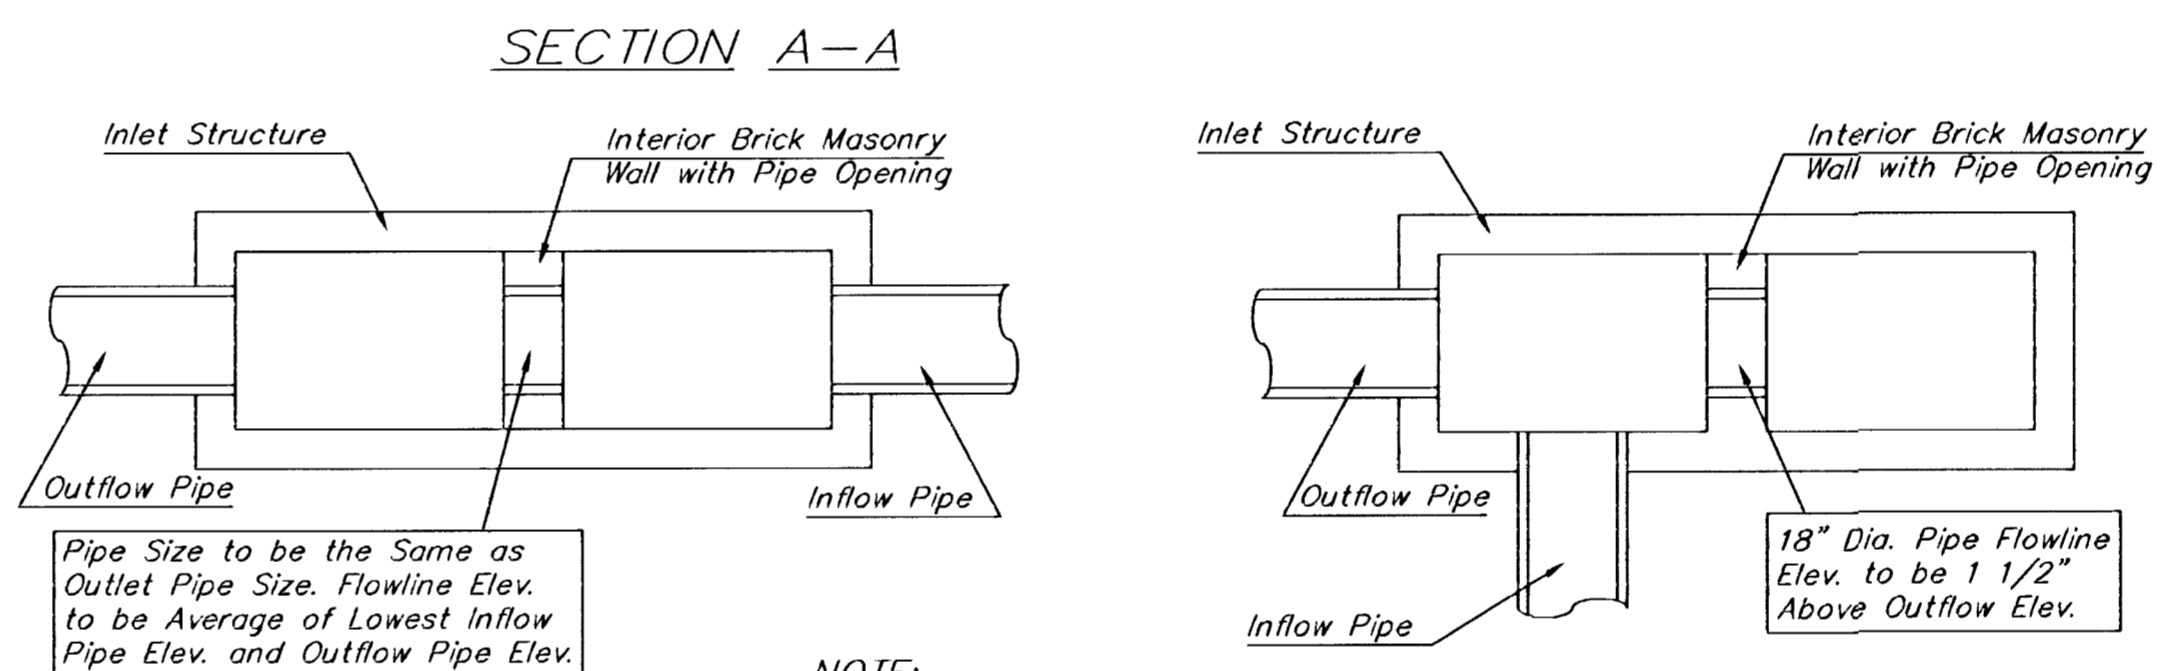 SECTION A-A
Inlet Structure
Interior Brick Masonry
Wall with Pipe Opening
Outflow Pipe
Inflow Pipe
Pipe Size to be the Same as
Outlet Pipe Size. Flowline Elev.
to be Average of Lowest Inflow
Pipe Elev. and Outflow Pipe Elev.
Inlet Structure
Interior Brick Masonry
Wall with Pipe Opening
Outflow Pipe
Inflow Pipe
18" Dia. Pipe Flowline
Elev. to be 1 1/2"
Above Outflow Elev.
NOTE: